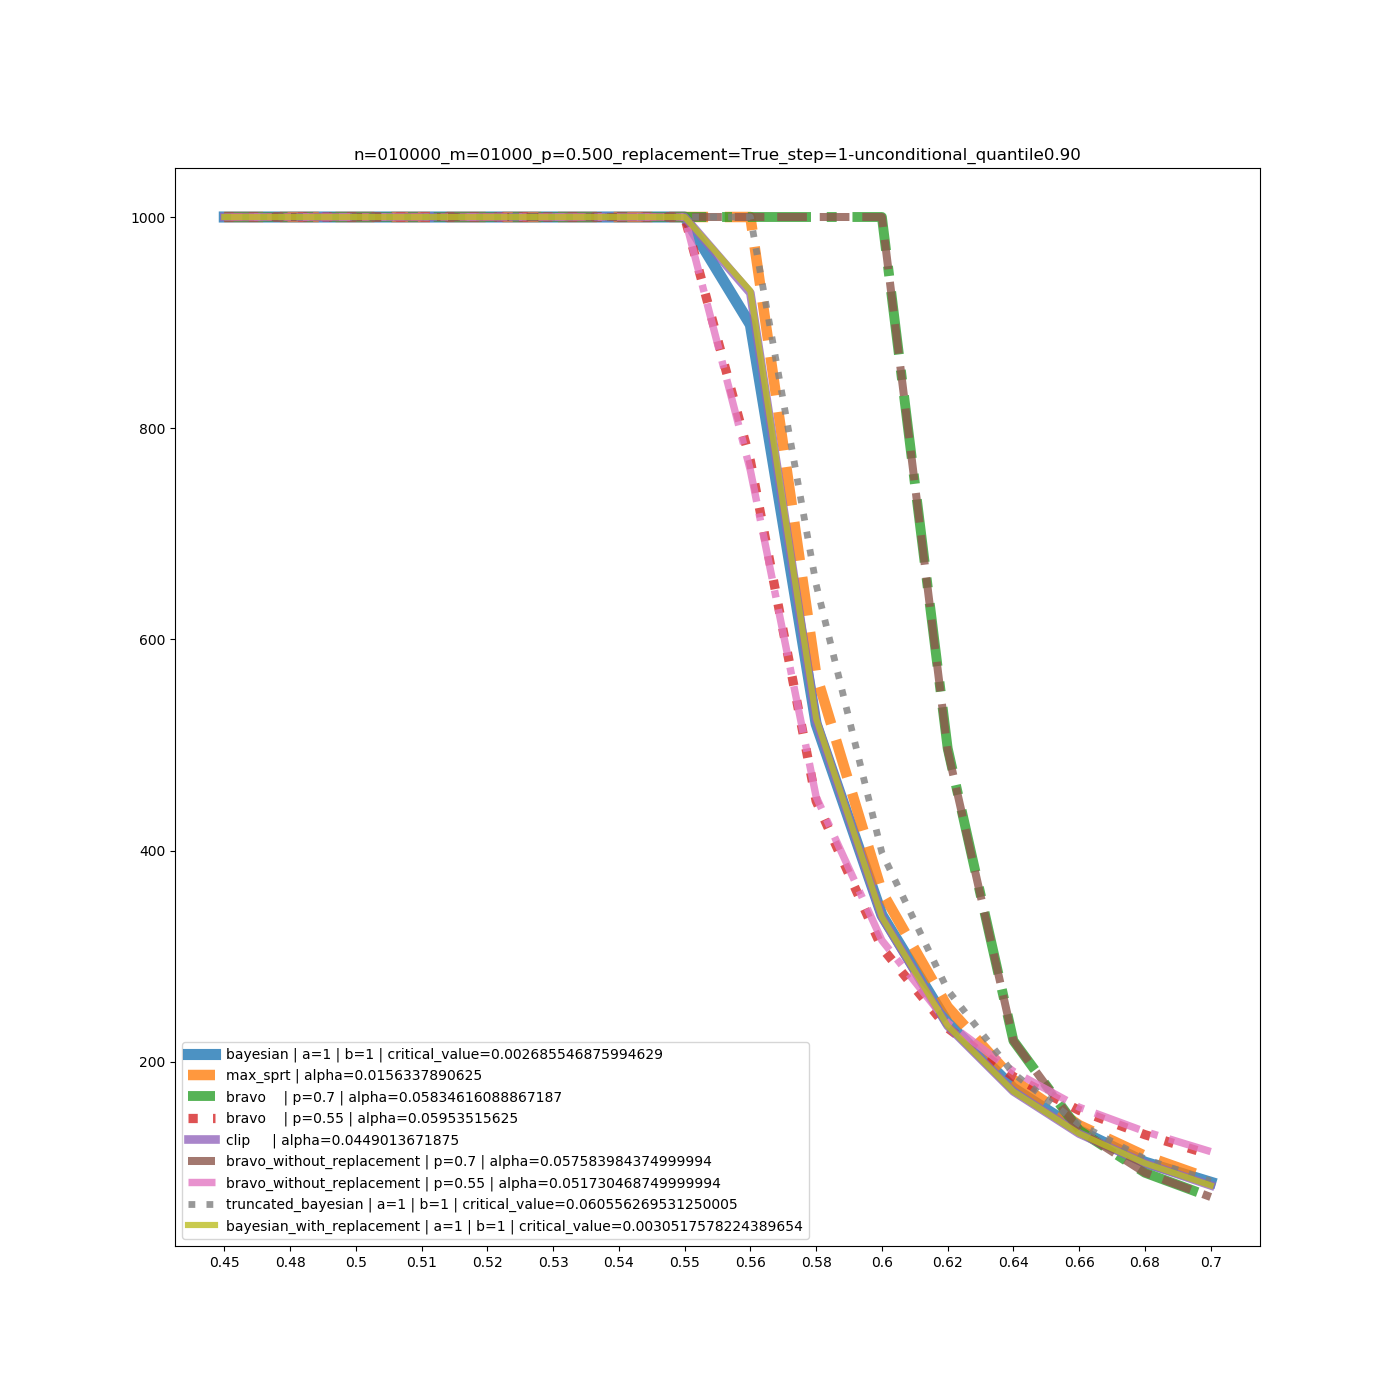 n=010000_m=01000_p=0.500_replacement=True_step=1-unconditional_quantile0.90
1000
800
600
400
200
bayesian | a=1 | b=1 | critical_value=0.002685546875994629
max_sprt | alpha=0.0156337890625
bravo    | p=0.7 | alpha=0.05834616088867187
bravo    | p=0.55 | alpha=0.05953515625
clip     | alpha=0.0449013671875
bravo_without_replacement | p=0.7 | alpha=0.057583984374999994
bravo_without_replacement | p=0.55 | alpha=0.051730468749999994
truncated_bayesian | a=1 | b=1 | critical_value=0.060556269531250005
bayesian_with_replacement | a=1 | b=1 | critical_value=0.0030517578224389654
0.45 0.48 0.5 0.51 0.52 0.53 0.54 0.55 0.56 0.58 0.6 0.62 0.64 0.66 0.68 0.7